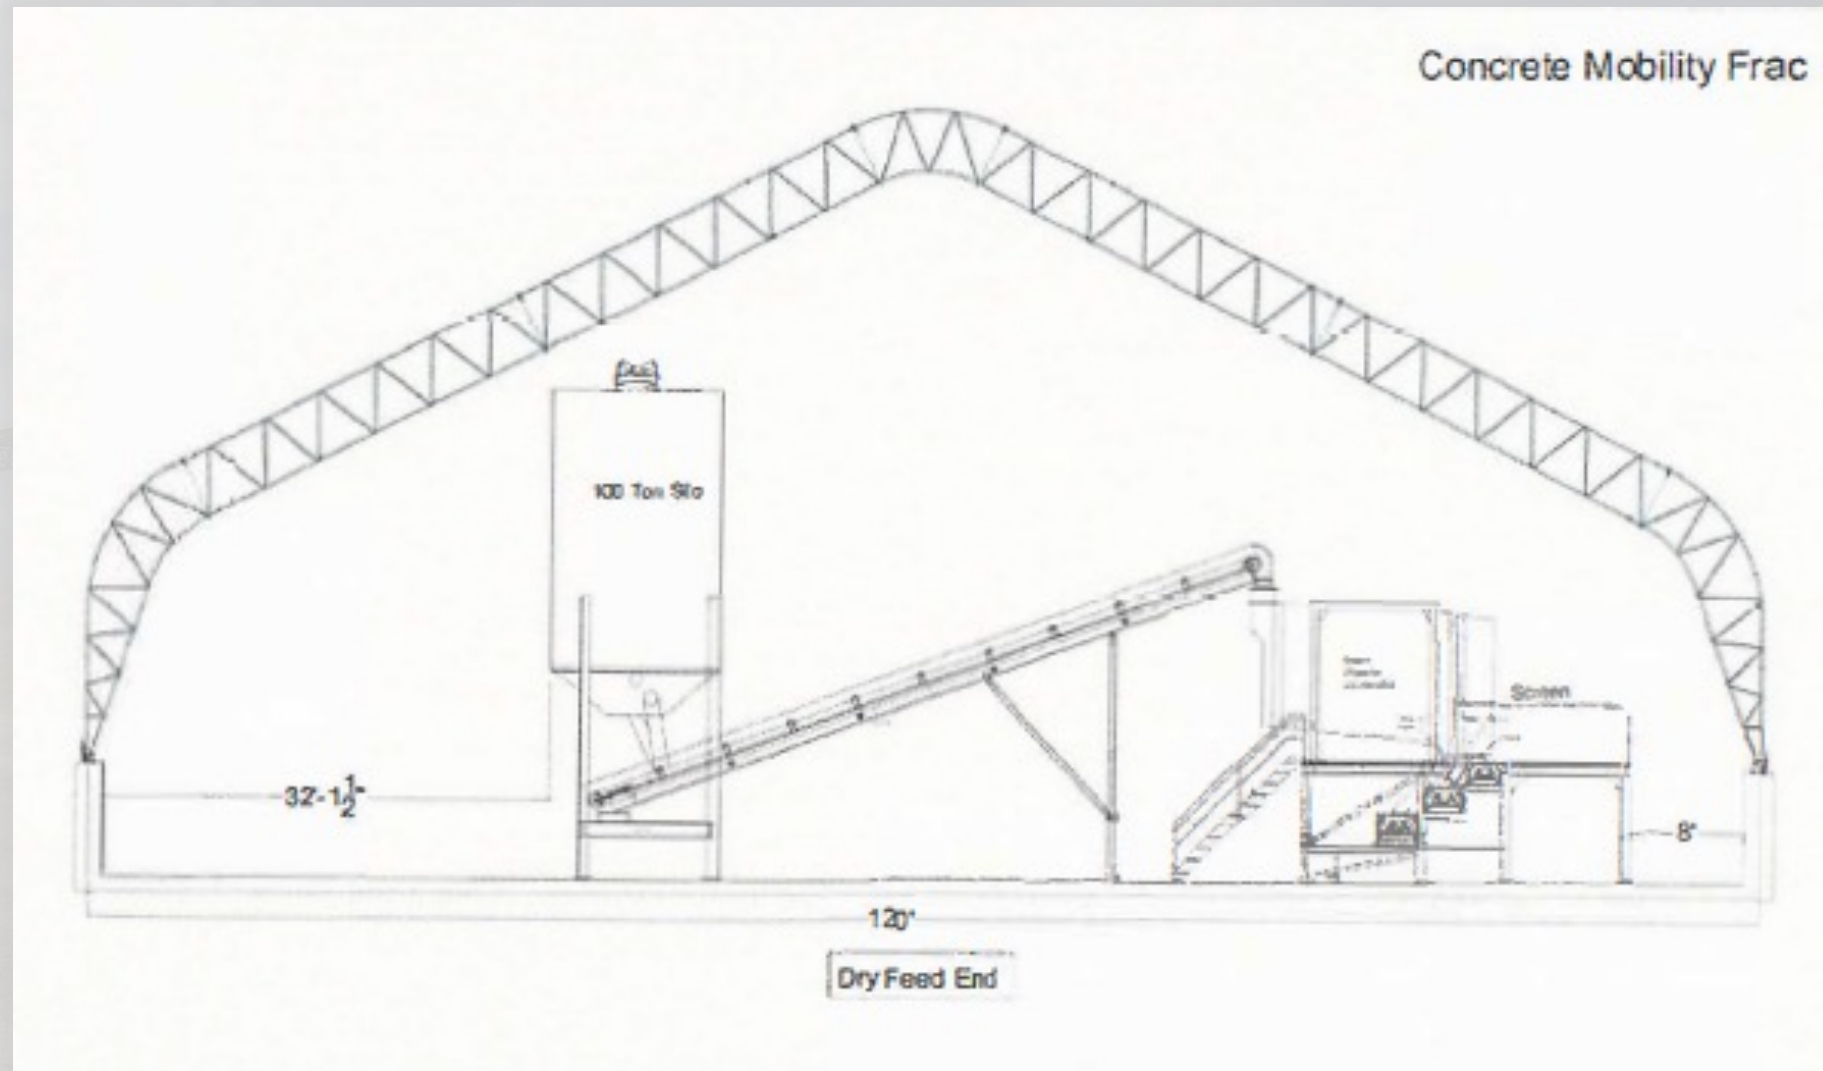 Concrete Mobility Frac
100 Ton Silo
Screen
32'-1½"
8'
120'
Dry Feed End